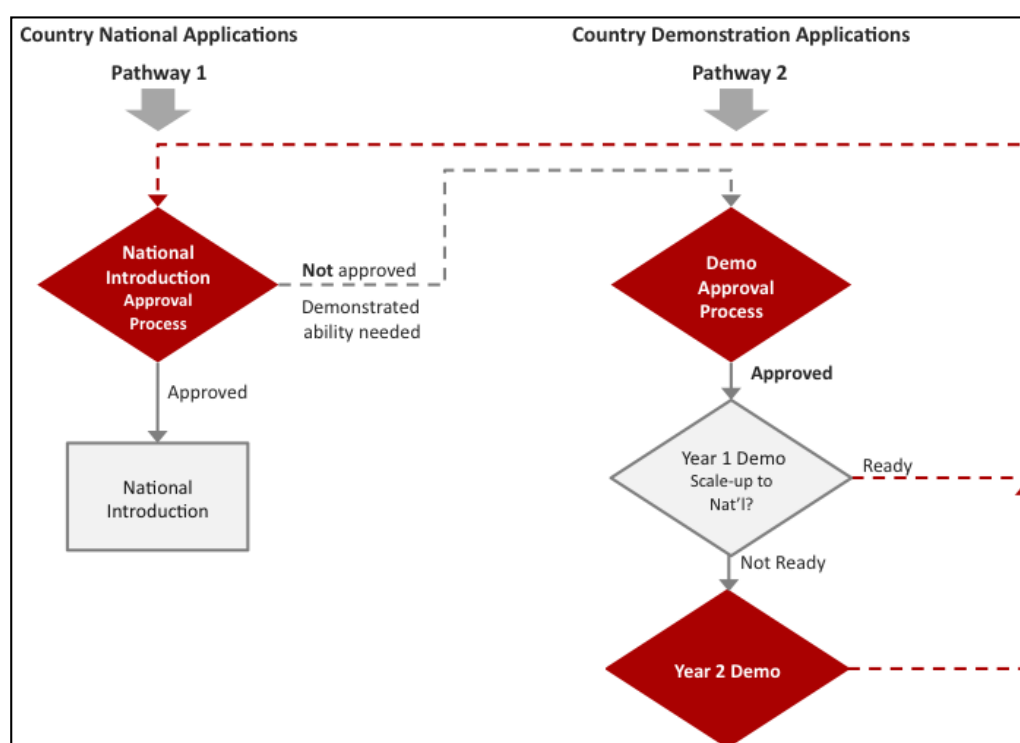 Country National Applications
Pathway 1
Country Demonstration Applications
Pathway 2
National
Introduction
Approval
Process
Not approved
Demonstrated
ability needed
Approved
National
Introduction
Demo
Approval
Process
Approved
Year 1 Demo
Scale-up to
Nat'l?
Ready
Not Ready
Year 2 Demo